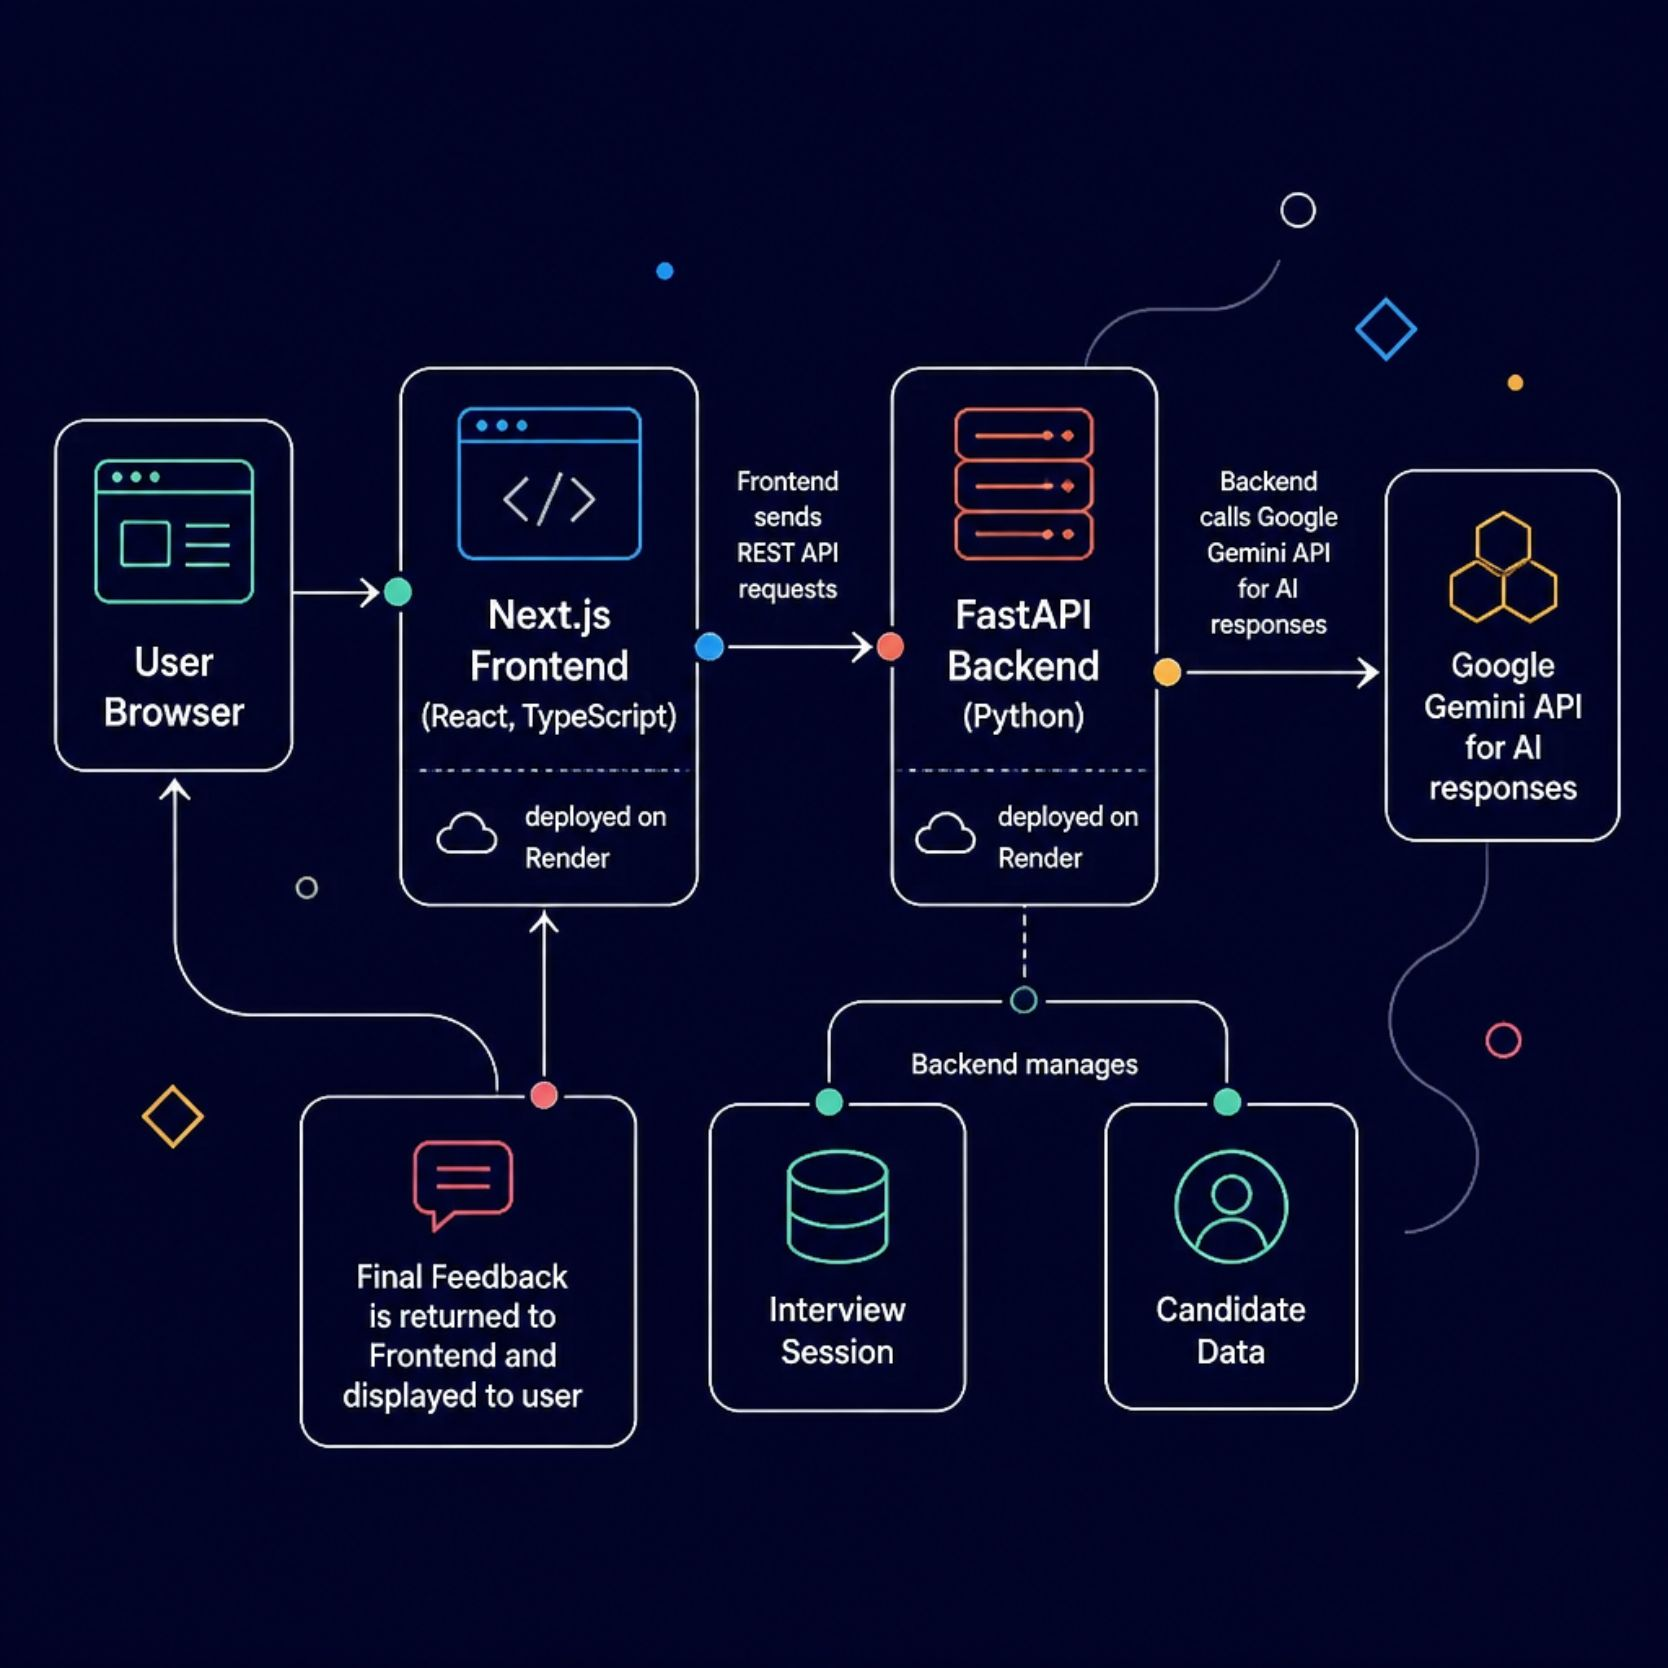 User
Browser
Next.js
Frontend
(React, TypeScript)
deployed on
Render
Frontend
sends
REST API
requests
FastAPI
Backend
(Python)
deployed on
Render
Backend
calls Google
Gemini API
for AI
responses
Google
Gemini API
for AI
responses
Final Feedback
is returned to
Frontend and
displayed to user
Backend manages
Interview
Session
Candidate
Data